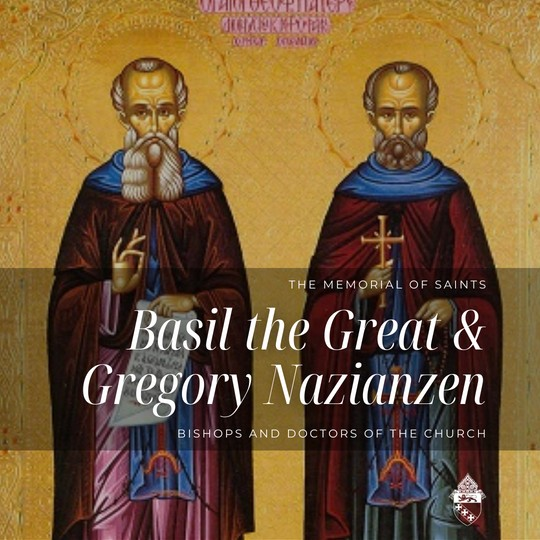 THE MEMORIAL OF SAINTS
Basil the Great &
Gregory Nazianzen
BISHOPS AND DOCTORS OF THE CHURCH